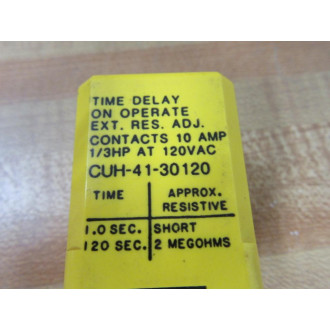 TIME DELAY
ON OPERATE
EXT. RES. ADJ.
CONTACTS 10 AMP
1/3HP AT 120VAC
CUH-41-30120
TIME APPROX. RESISTIVE
1.0 SEC. SHORT
120 SEC. 2 MEGOHMS